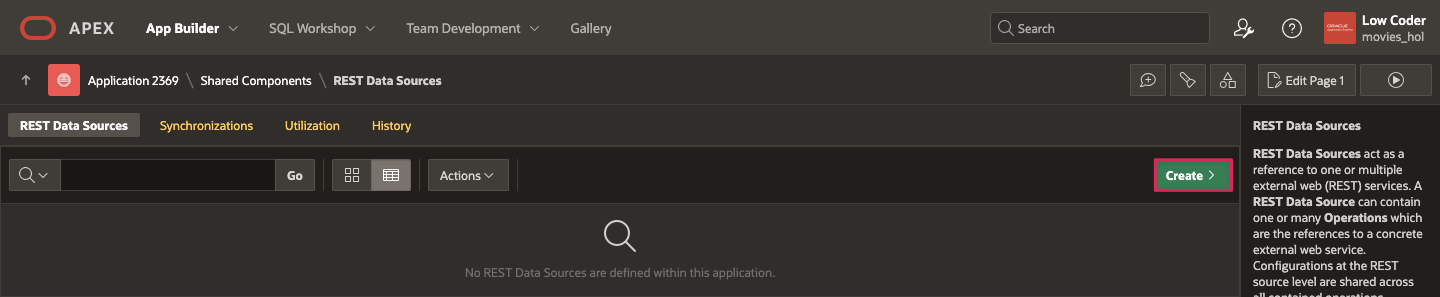 APEX
App Builder
SQL Workshop
Team Development
Gallery
Search
Low Coder
movies_hol
Application 2369 \ Shared Components \ REST Data Sources
Edit Page 1
REST Data Sources
Synchronizations
Utilization
History
Go
Actions
Create
No REST Data Sources are defined within this application.
REST Data Sources
REST Data Sources act as a
reference to one or multiple
external web (REST) services. A
REST Data Source can contain
one or many Operations which
are the references to a concrete
external web service.
Configurations at the REST
source level are shared across
all contained operations.